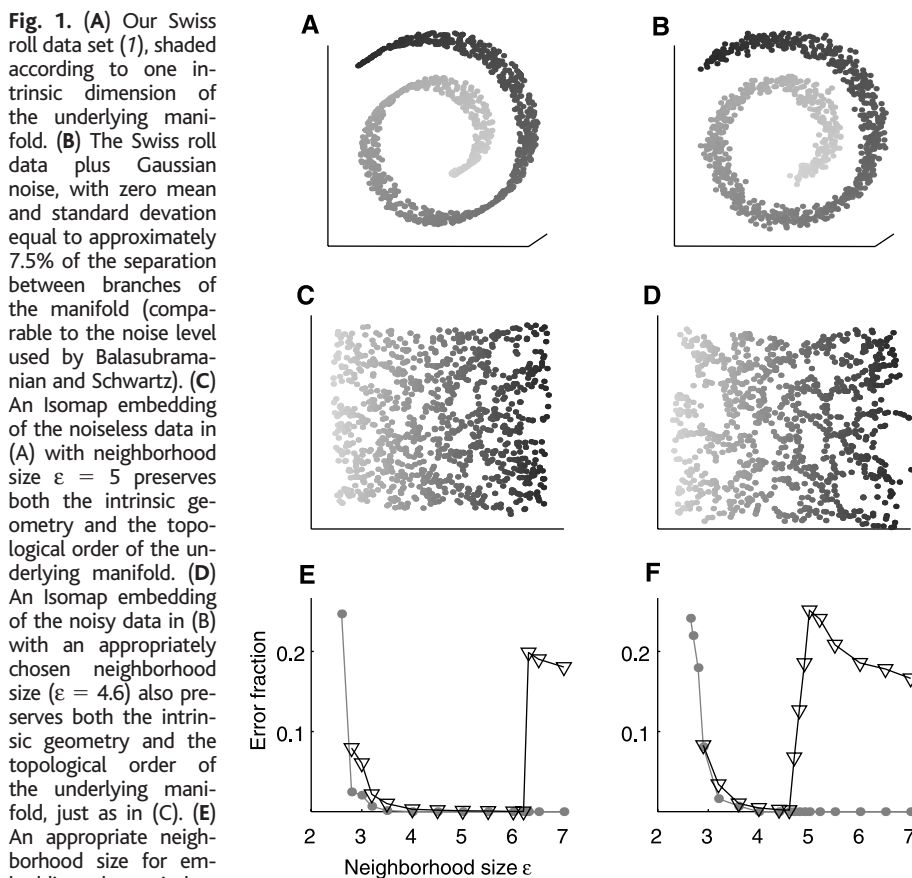 Fig. 1. (A) Our Swiss
roll data set (1), shaded
according to one in-
trinsic dimension of
the underlying mani-
fold. (B) The Swiss roll
data plus Gaussian
noise, with zero mean
and standard devation
equal to approximately
7.5% of the separation
between branches of
the manifold (compa-
rable to the noise level
used by Balasubrama-
nian and Schwartz). (C)
An Isomap embedding
of the noiseless data in
(A) with neighborhood
size ε = 5 preserves
both the intrinsic ge-
ometry and the topo-
logical order of the un-
derlying manifold. (D)
An Isomap embedding
of the noisy data in (B)
with an appropriately
chosen neighborhood
size (ε = 4.6) also pre-
serves both the intrin-
sic geometry and the
topological order of
the underlying mani-
fold, just as in (C). (E)
An appropriate neigh-
borhood size for em-
A
B
C
D
E
F
Error fraction
0.2
0.1
0.2
0.1
2 3 4 5 6 7
2 3 4 5 6 7
Neighborhood size ε